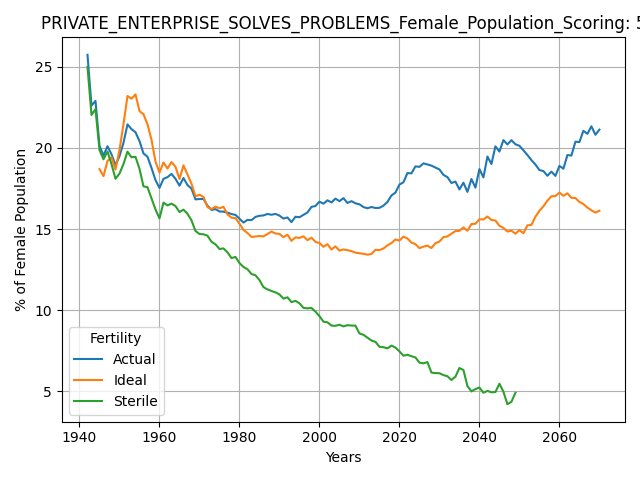 PRIVATE_ENTERPRISE_SOLVES_PROBLEMS_Female_Population_Scoring: 5
% of Female Population
25
20
15
10
5
Fertility
Actual
Ideal
Sterile
1940 1960 1980 2000 2020 2040 2060
Years